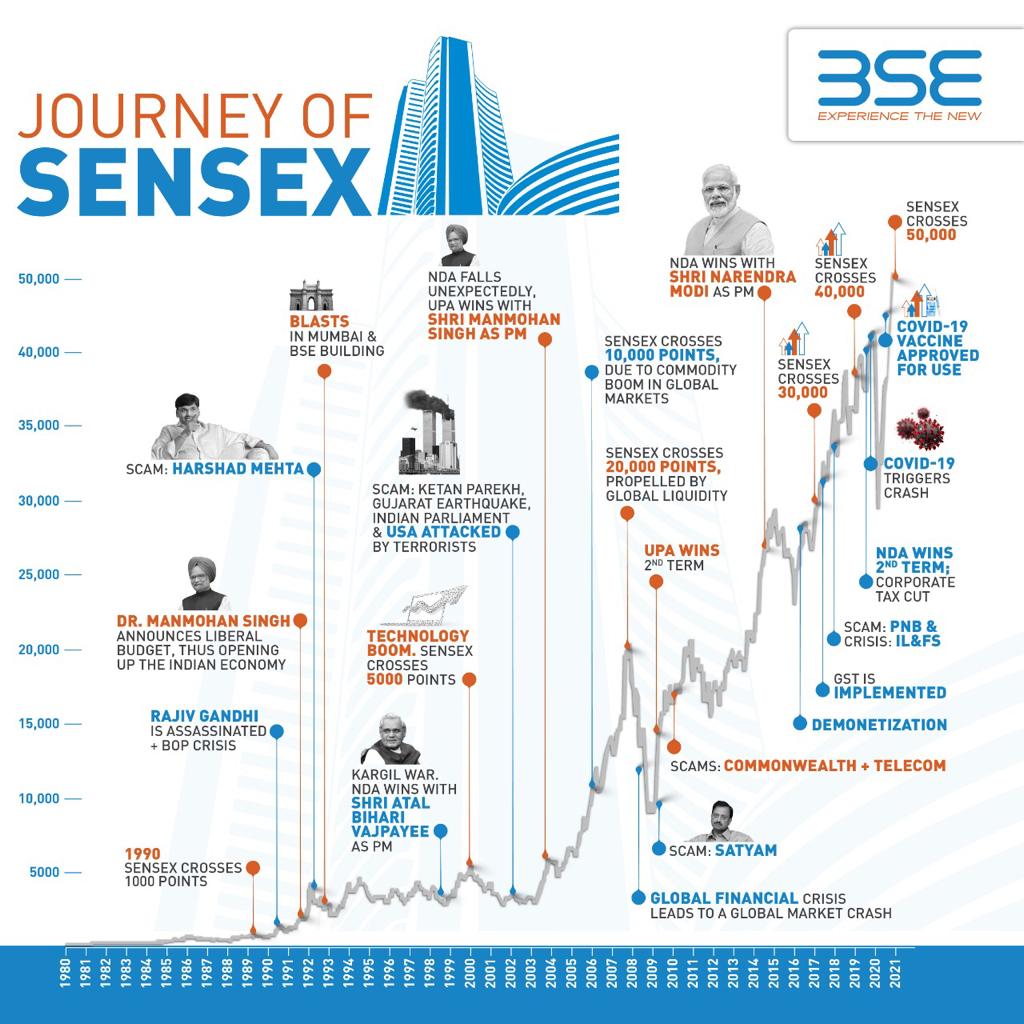 JOURNEY OF
SENSEX
BSE
EXPERIENCE THE NEW
50,000
40,000
35,000
30,000
25,000
20,000
15,000
10,000
5000
1990
SENSEX CROSSES
1000 POINTS
RAJIV GANDHI
IS ASSASSINATED
+ BOP CRISIS
DR. MANMOHAN SINGH
ANNOUNCES LIBERAL
BUDGET, THUS OPENING
UP THE INDIAN ECONOMY
SCAM: HARSHAD MEHTA
BLASTS
IN MUMBAI &
BSE BUILDING
KARGIL WAR.
NDA WINS WITH
SHRI ATAL
BIHARI
VAJPAYEE
AS PM
TECHNOLOGY
BOOM. SENSEX
CROSSES
5000 POINTS
SCAM: KETAN PAREKH,
GUJARAT EARTHQUAKE,
INDIAN PARLIAMENT
& USA ATTACKED
BY TERRORISTS
NDA FALLS
UNEXPECTEDLY,
UPA WINS WITH
SHRI MANMOHAN
SINGH AS PM
SENSEX CROSSES
10,000 POINTS,
DUE TO COMMODITY
BOOM IN GLOBAL
MARKETS
SENSEX CROSSES
20,000 POINTS,
PROPELLED BY
GLOBAL LIQUIDITY
GLOBAL FINANCIAL CRISIS
LEADS TO A GLOBAL MARKET CRASH
SCAM: SATYAM
UPA WINS
2ND TERM
SCAMS: COMMONWEALTH + TELECOM
NDA WINS WITH
SHRI NARENDRA
MODI AS PM
DEMONETIZATION
SENSEX
CROSSES
30,000
GST IS
IMPLEMENTED
SCAM: PNB &
CRISIS: IL&FS
SENSEX
CROSSES
40,000
NDA WINS
2ND TERM;
CORPORATE
TAX CUT
COVID-19
TRIGGERS
CRASH
COVID-19
VACCINE
APPROVED
FOR USE
SENSEX
CROSSES
50,000
1980
1981
1982
1983
1984
1985
1986
1987
1988
1989
1990
1991
1992
1993
1994
1995
1996
1997
1998
1999
2000
2001
2002
2003
2004
2005
2006
2007
2008
2009
2010
2011
2012
2013
2014
2015
2016
2017
2018
2019
2020
2021